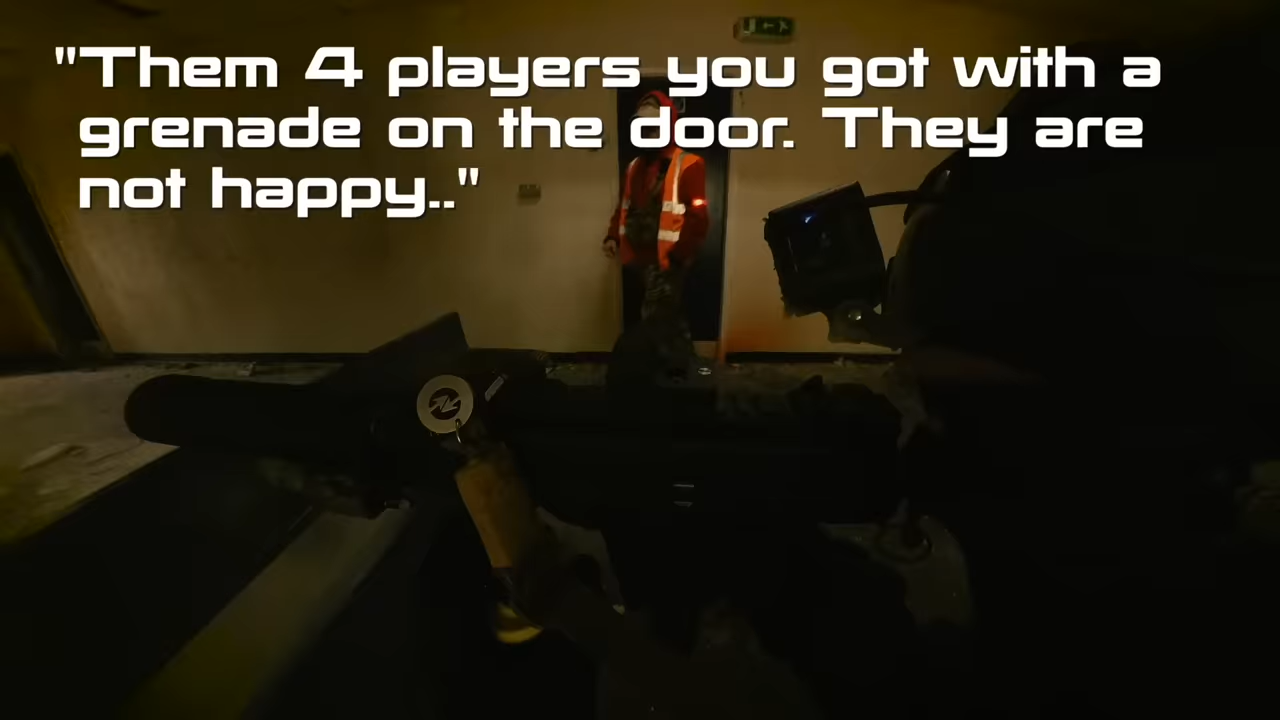 "Them 4 players you got with a
grenade on the door. They are
not happy.."